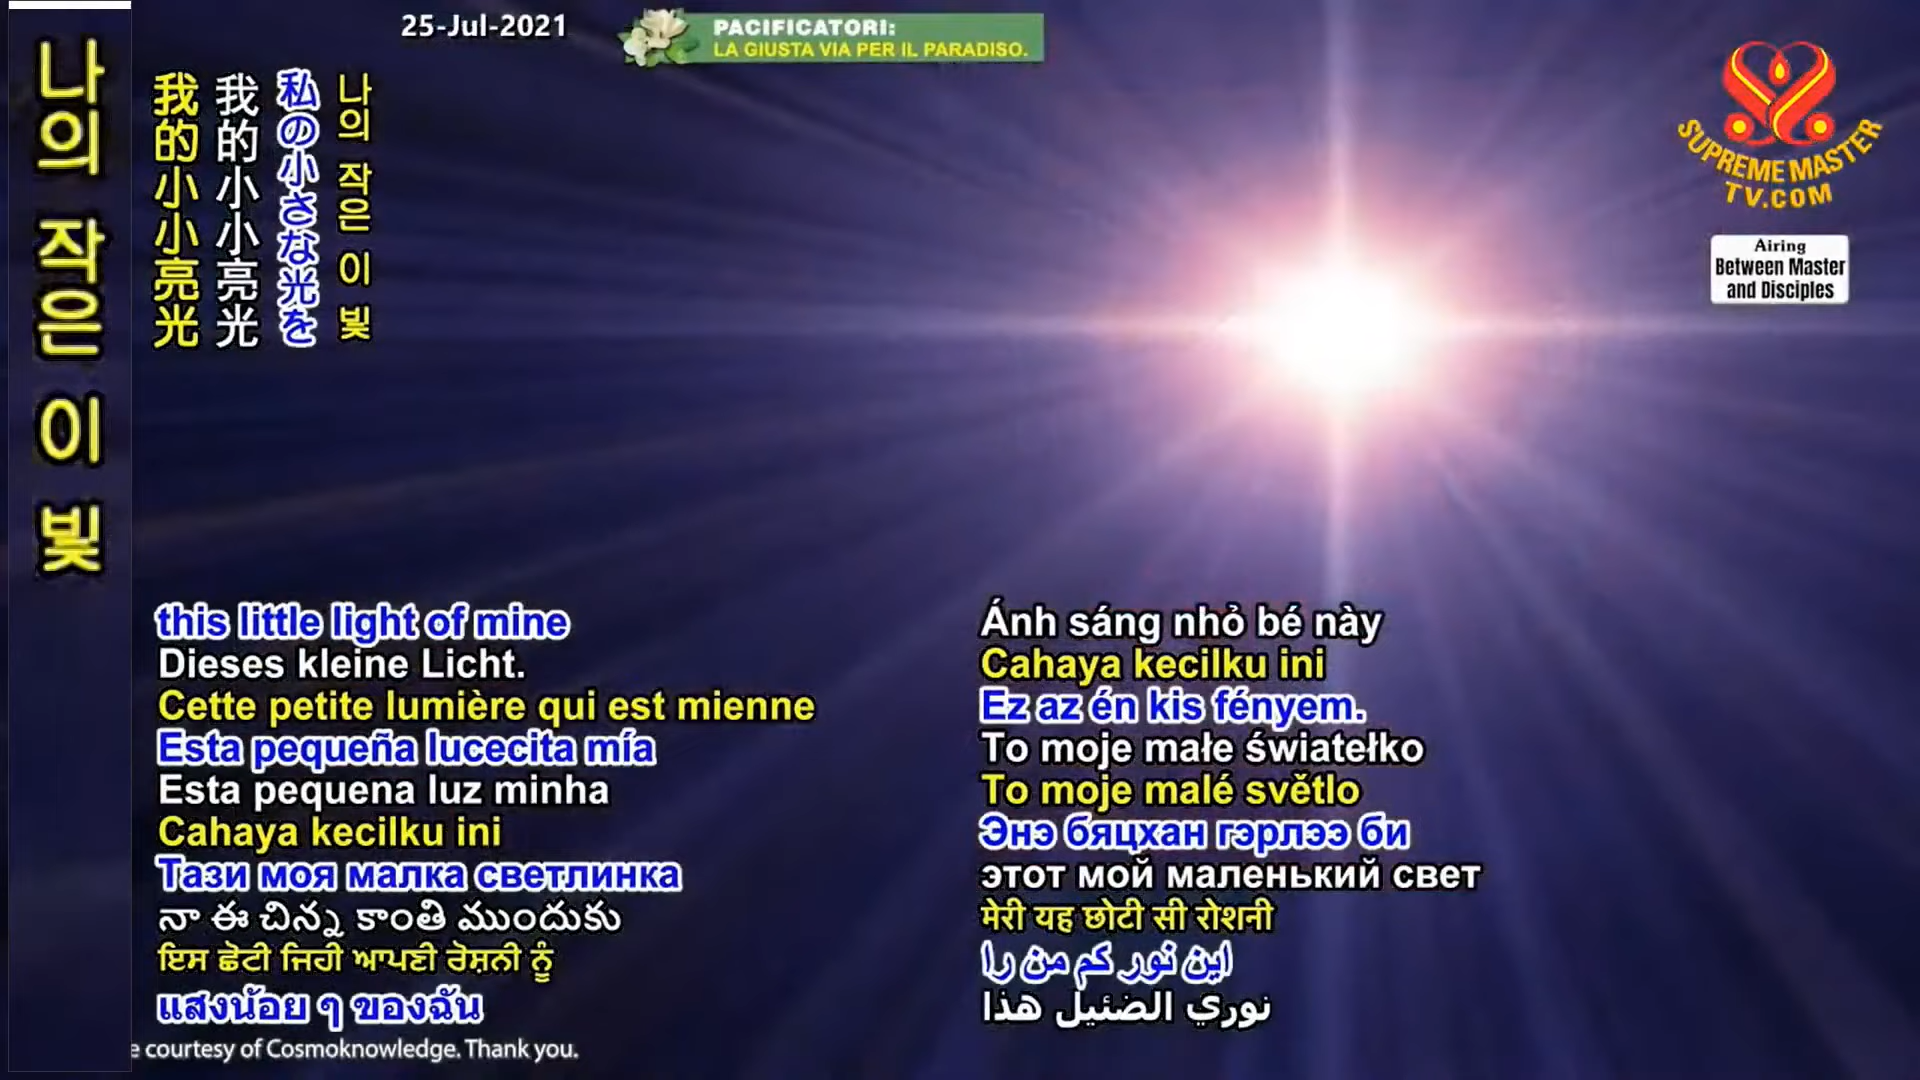 나의 작은 이 빛
我的小小亮光
我的小小亮光
私の小さな光を
나의 작은 이 빛
25-Jul-2021
PACIFICATORI:
LA GIUSTA VIA PER IL PARADISO.
SUPREME MASTER
TV.COM
Airing
Between Master
and Disciples
this little light of mine
Dieses kleine Licht.
Cette petite lumière qui est mienne
Esta pequeña lucecita mía
Esta pequena luz minha
Cahaya kecilku ini
Тази моя малка светлинка
నా ఈ చిన్న కాంతి ముందుకు
ਇਸ ਛੋਟੀ ਜਿਹੀ ਆਪਣੀ ਰੋਸ਼ਨੀ ਨੂੰ
แสงน้อย ๆ ของฉัน
Ánh sáng nhỏ bé này
Cahaya kecilku ini
Ez az én kis fényem.
To moje małe światełko
To moje malé světlo
Энэ бяцхан гэрлээ би
этот мой маленький свет
मेरी यह छोटी सी रोशनी
این نور کم من را
نوري الضئيل هذا
e courtesy of Cosmoknowledge. Thank you.